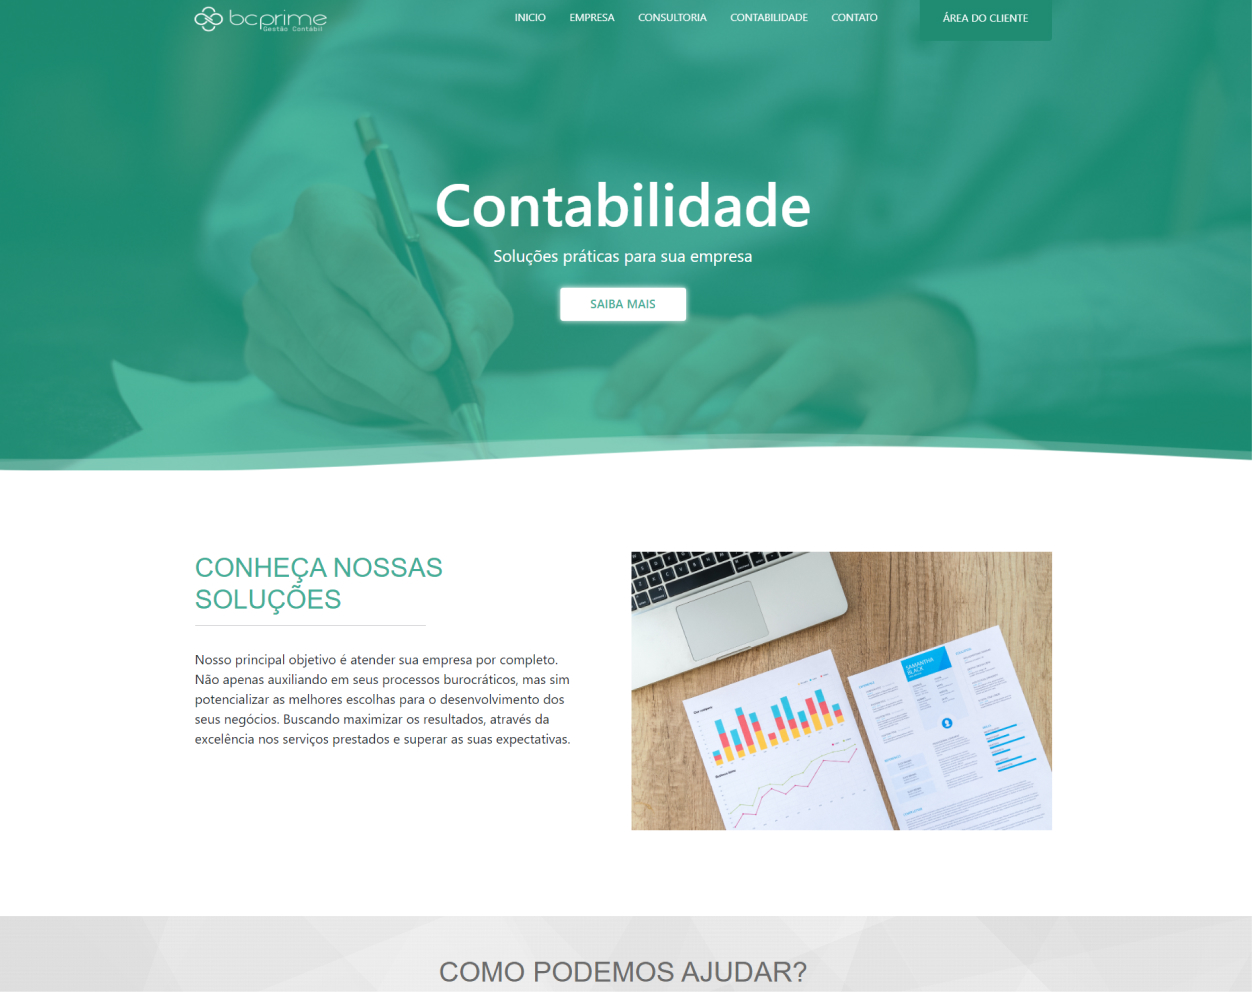 bcprime
Gestão Contábil
INICIO EMPRESA CONSULTORIA CONTABILIDADE CONTATO ÁREA DO CLIENTE
Contabilidade
Soluções práticas para sua empresa
SAIBA MAIS
CONHEÇA NOSSAS
SOLUÇÕES
Nosso principal objetivo é atender sua empresa por completo.
Não apenas auxiliando em seus processos burocráticos, mas sim
potencializar as melhores escolhas para o desenvolvimento dos
seus negócios. Buscando maximizar os resultados, através da
excelência nos serviços prestados e superar as suas expectativas.
SAMANTHA
BLACK
COMO PODEMOS AJUDAR?